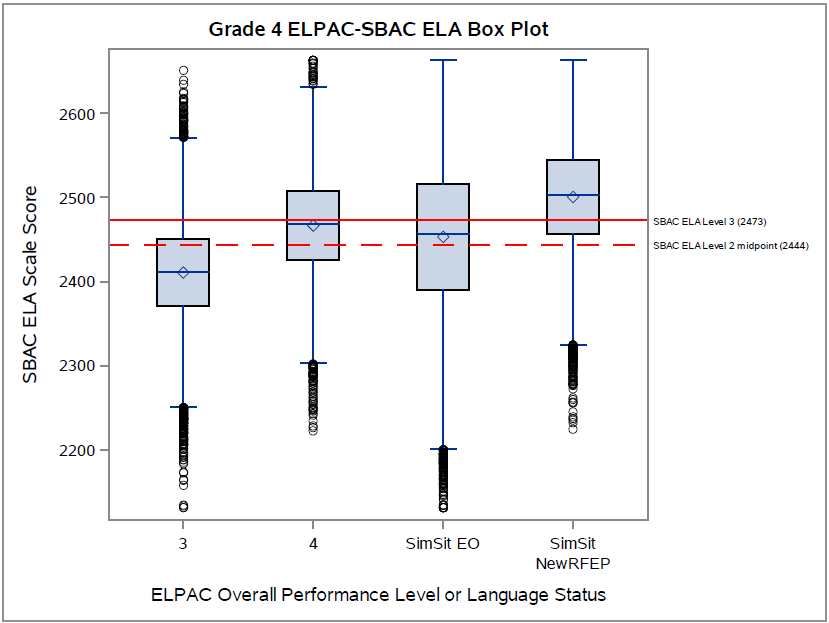 Grade 4 ELPAC-SBAC ELA Box Plot
SBAC ELA Scale Score
2600
2500
2400
2300
2200
SBAC ELA Level 3 (2473)
SBAC ELA Level 2 midpoint (2444)
3
4
SimSit EO
SimSit
NewRFEP
ELPAC Overall Performance Level or Language Status